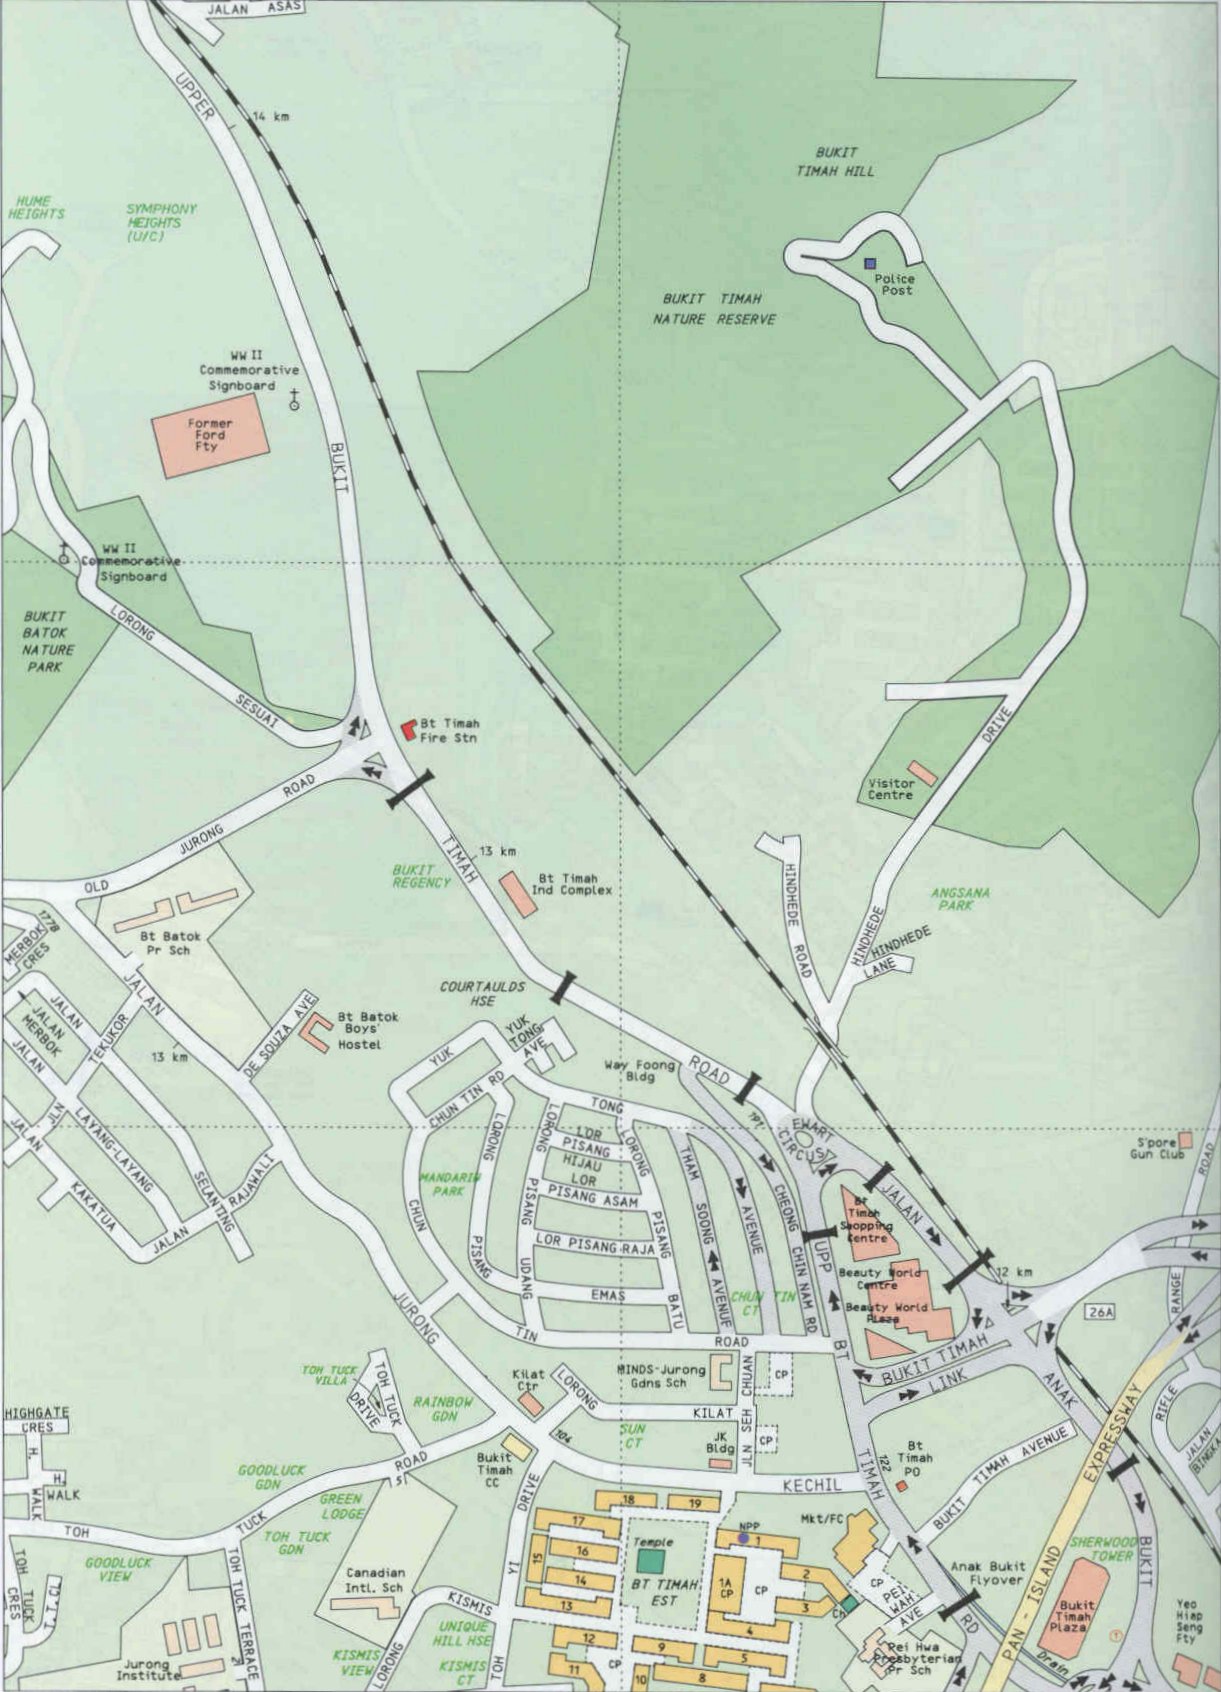 JALAN ASAS
UPPER
14 km
BUKIT
TIMAH HILL
HUME
HEIGHTS
SYMPHONY
HEIGHTS
(U/C)
Police
Post
BUKIT TIMAH
NATURE RESERVE
WW II
Commemorative
Signboard
Former
Ford
Fty
BUKIT
WW II
Commemorative
Signboard
LORONG
SESUAI
BUKIT
BATOK
NATURE
PARK
Bt Timah
Fire Stn
DRIVE
Visitor
Centre
OLD JURONG ROAD
TIMAH
13 km
BUKIT
REGENCY
Bt Timah
Ind Complex
HINDHEDE ROAD
ANGSANA
PARK
HINDHEDE
HINDHEDE
LANE
MERBOK
CRES
177B
Bt Batok
Pr Sch
JALAN
JALAN
MERBOK
JALAN
TEKUKOR
JALAN
13 km
DE SOUZA AVE
Bt Batok
Boys'
Hostel
COURTAULDS
HSE
YUK
TONG
AVE
YUK
Way Foong
Bldg
ROAD
CHUN TIN RD
TONG
JLN
LAYANG-LAYANG
JALAN
KAKATUA
SELANTING
JALAN RAJAWALI
LORONG
PISANG
LORONG
PISANG
UDANG
LOR
PISANG
HIJAU
LOR
PISANG ASAM
LOR PISANG RAJA
LORONG
PISANG
BATU
EMAS
MANDARIN
PARK
CHUN
TIN
ROAD
THAM
SOONG
AVENUE
AVENUE
CHEONG
CHIN NAM RD
CHUN TIN
CT
EWART
CIRCUS
JALAN
UPP
BT
TIMAH
RD
Bt
Timah
Shopping
Centre
Beauty World
Centre
Beauty World
Plaza
S'pore
Gun Club
ROAD
RANGE
12 km
26A
BUKIT TIMAH
LINK
ANAK
BUKIT
JURONG
TOH TUCK
VILLA
TOH TUCK
DRIVE
RAINBOW
GDN
Kilat
Ctr
LORONG
KILAT
MINDS-Jurong
Gdns Sch
CP
JLN SEH CHUAN
SUN
CT
JK
Bldg
CP
104
KECHIL
122
Bt
Timah
PO
BUKIT TIMAH AVENUE
RIFLE
JALAN
PAN - ISLAND EXPRESSWAY
HIGHGATE
CRES
H.
WALK
H.
WALK
TOH
TUCK
ROAD
51
Bukit
Timah
CC
GOODLUCK
GDN
GREEN
LODGE
TOH TUCK
GDN
GOODLUCK
VIEW
TOH TUCK
CRES
T.T. CL
TOH TUCK TERRACE
21
Canadian
Intl. Sch
Jurong
Institute
KISMIS
LORONG
UNIQUE
HILL HSE
KISMIS
VIEW
KISMIS
CT
TOH
YI
DRIVE
18
19
17
16
15
14
13
12
11
10
9
8
5
4
3
2
1
1A
CP
CP
CP
NPP
Temple
BT TIMAH
EST
Mkt/FC
CP
Ch
PEI
WAH
AVE
Pei Hwa
Presbyterian
Pr Sch
Anak Bukit
Flyover
SHERWOOD
TOWER
Bukit
Timah
Plaza
Drain
Yeo
Hiap
Seng
Fty